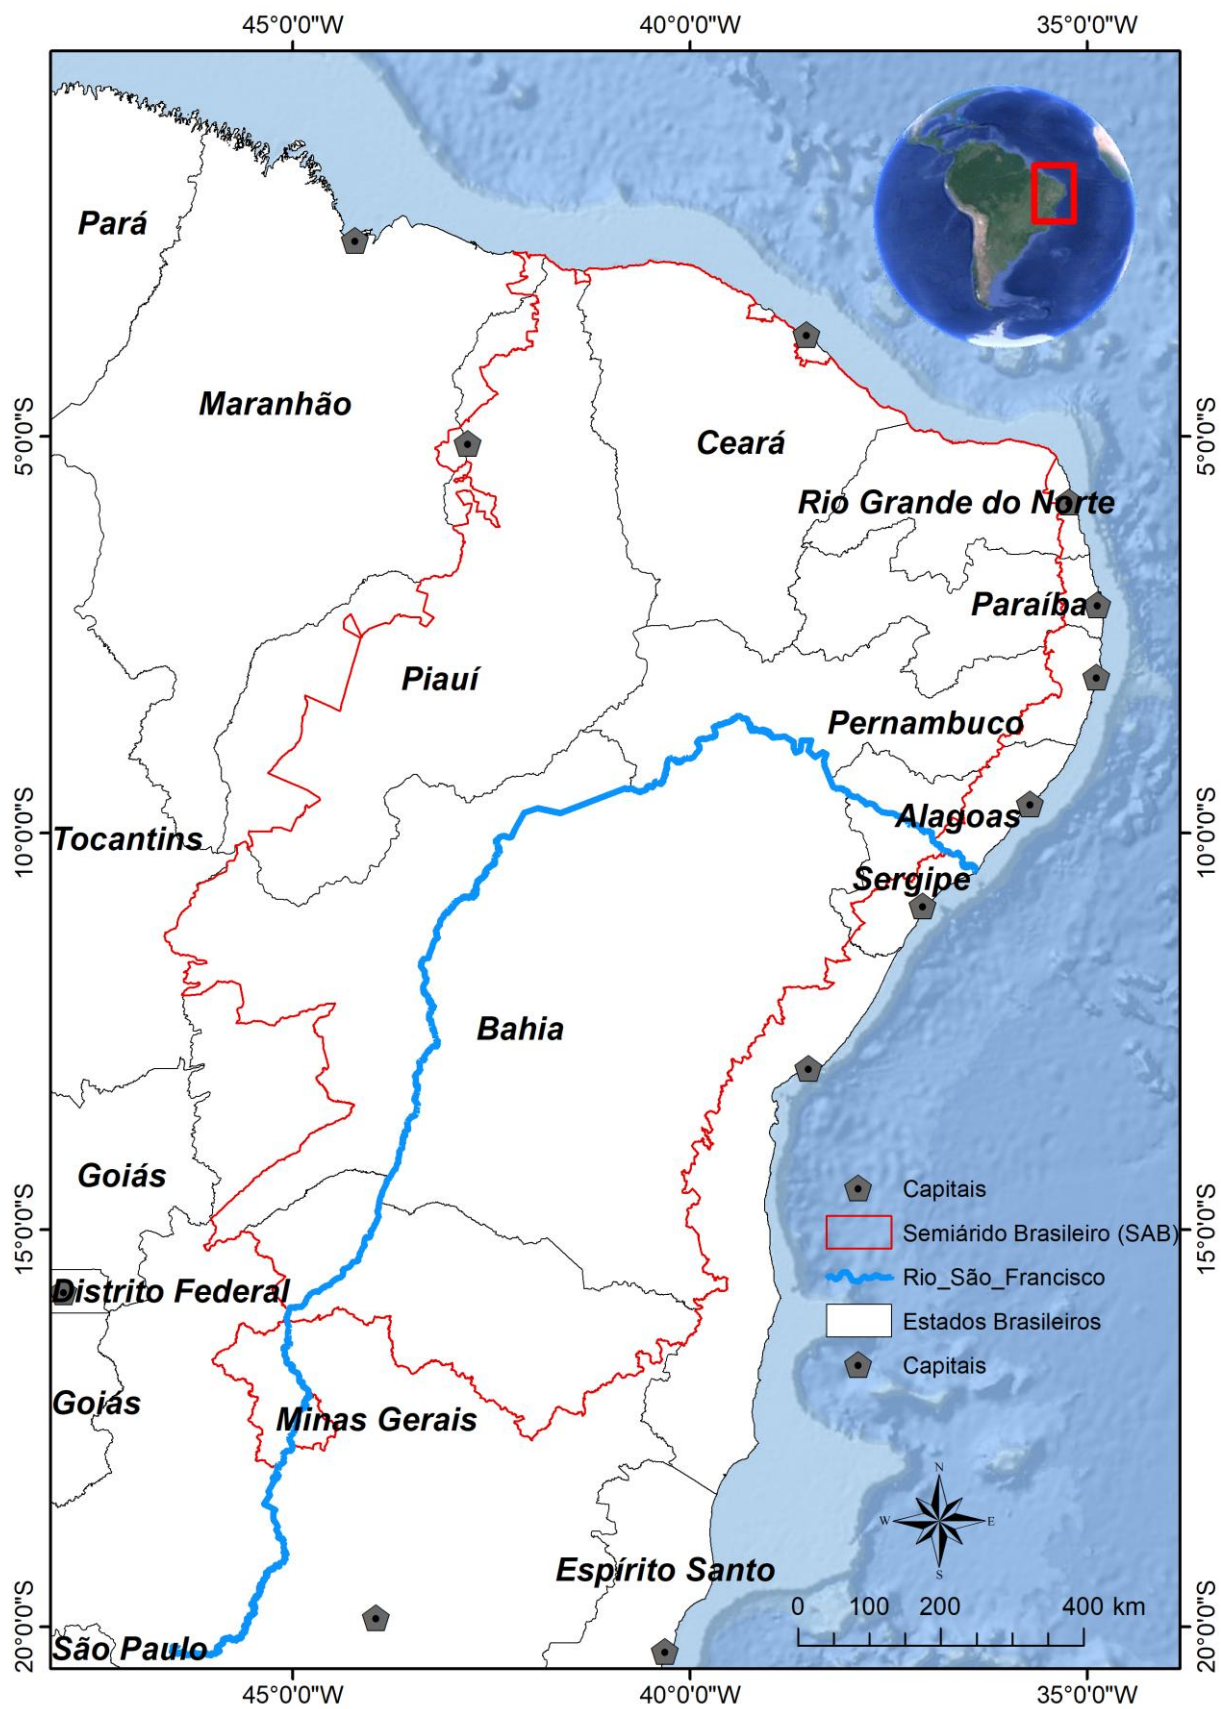 45°0'0"W 40°0'0"W 35°0'0"W
Pará
Maranhão
5°0'0"S
5°0'0"S
Ceará
Rio Grande do Norte
Paraíba
Piauí
Pernambuco
Alagoas
10°0'0"S
Tocantins
10°0'0"S
Sergipe
Bahia
Goiás
Capitais
15°0'0"S
Semiárido Brasileiro (SAB)
15°0'0"S
Rio_São_Francisco
Distrito Federal
Estados Brasileiros
Capitais
Goiás
Minas Gerais
N
W E
S
Espírito Santo
0 100 200 400 km
20°0'0"S
São Paulo
20°0'0"S
45°0'0"W 40°0'0"W 35°0'0"W